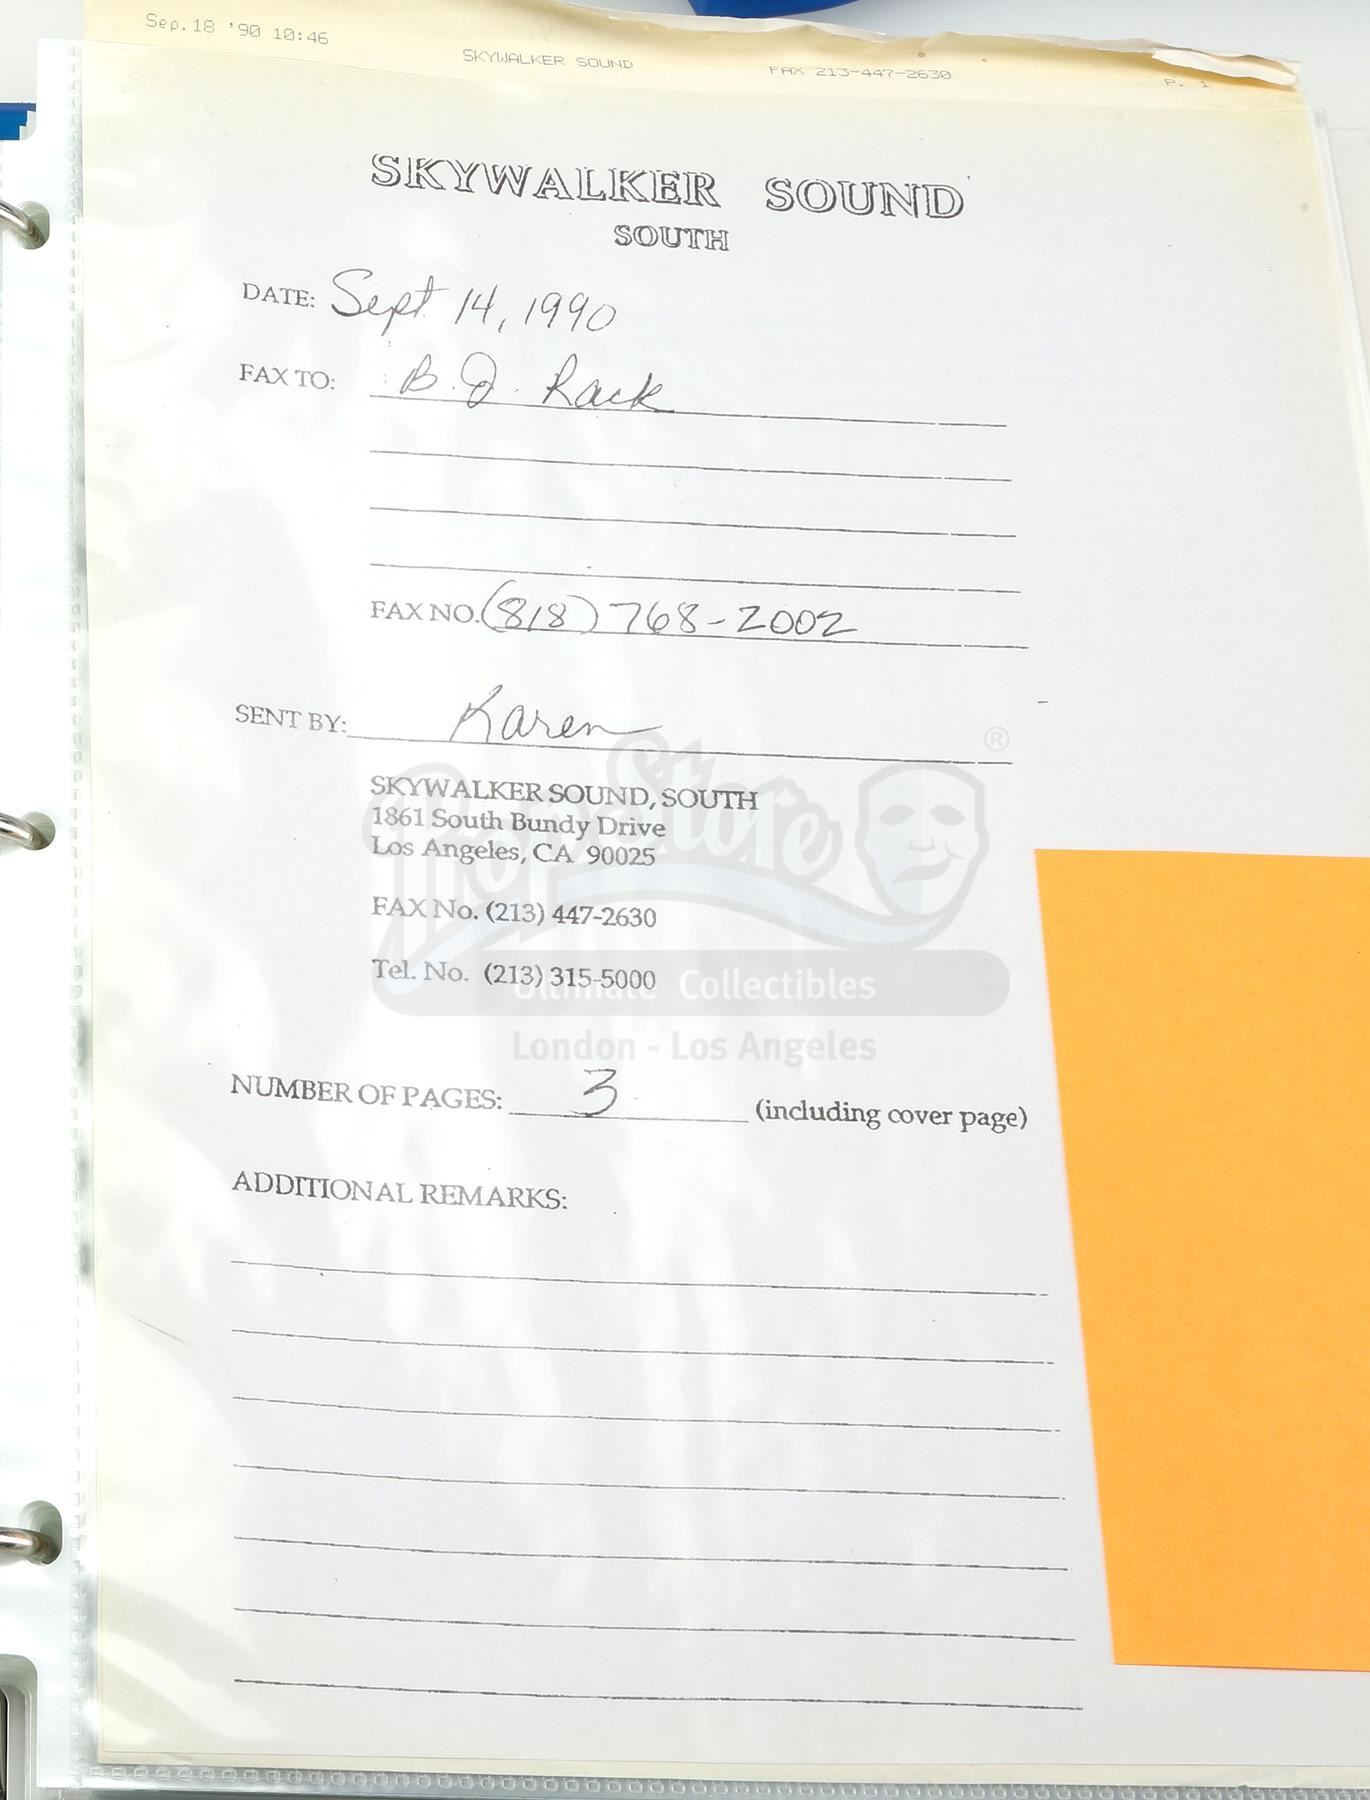 Sep.18 '90 10:46 SKYWALKER SOUND FAX 213-447-2630 P. 1
SKYWALKER SOUND
SOUTH
DATE: Sept 14, 1990
FAX TO: B.J. Rack
FAX NO. (818) 768-2002
SENT BY: Karen
SKYWALKER SOUND, SOUTH
1861 South Bundy Drive
Los Angeles, CA 90025
FAX No. (213) 447-2630
Tel. No. (213) 315-5000
NUMBER OF PAGES: 3 (including cover page)
ADDITIONAL REMARKS:
Prop Store ®
Ultimate Collectibles
London - Los Angeles